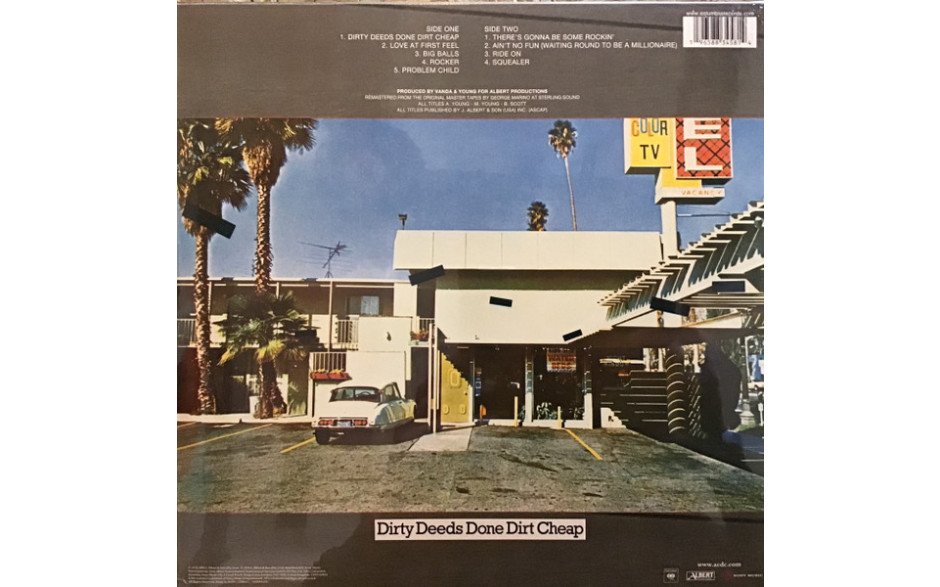 SIDE ONE
1. DIRTY DEEDS DONE DIRT CHEAP
2. LOVE AT FIRST FEEL
3. BIG BALLS
4. ROCKER
5. PROBLEM CHILD
SIDE TWO
1. THERE'S GONNA BE SOME ROCKIN'
2. AIN'T NO FUN (WAITING ROUND TO BE A MILLIONAIRE)
3. RIDE ON
4. SQUEALER
PRODUCED BY VANDA & YOUNG FOR ALBERT PRODUCTIONS
REMASTERED FROM THE ORIGINAL MASTER TAPES BY GEORGE MARINO AT STERLING SOUND
ALL TITLES A. YOUNG - M. YOUNG - B. SCOTT
ALL TITLES PUBLISHED BY J. ALBERT & SON (USA) INC. (ASCAP)
COLOR
TV
EL
VACANCY
Dirty Deeds Done Dirt Cheap
www.acdc.com
ALBERT